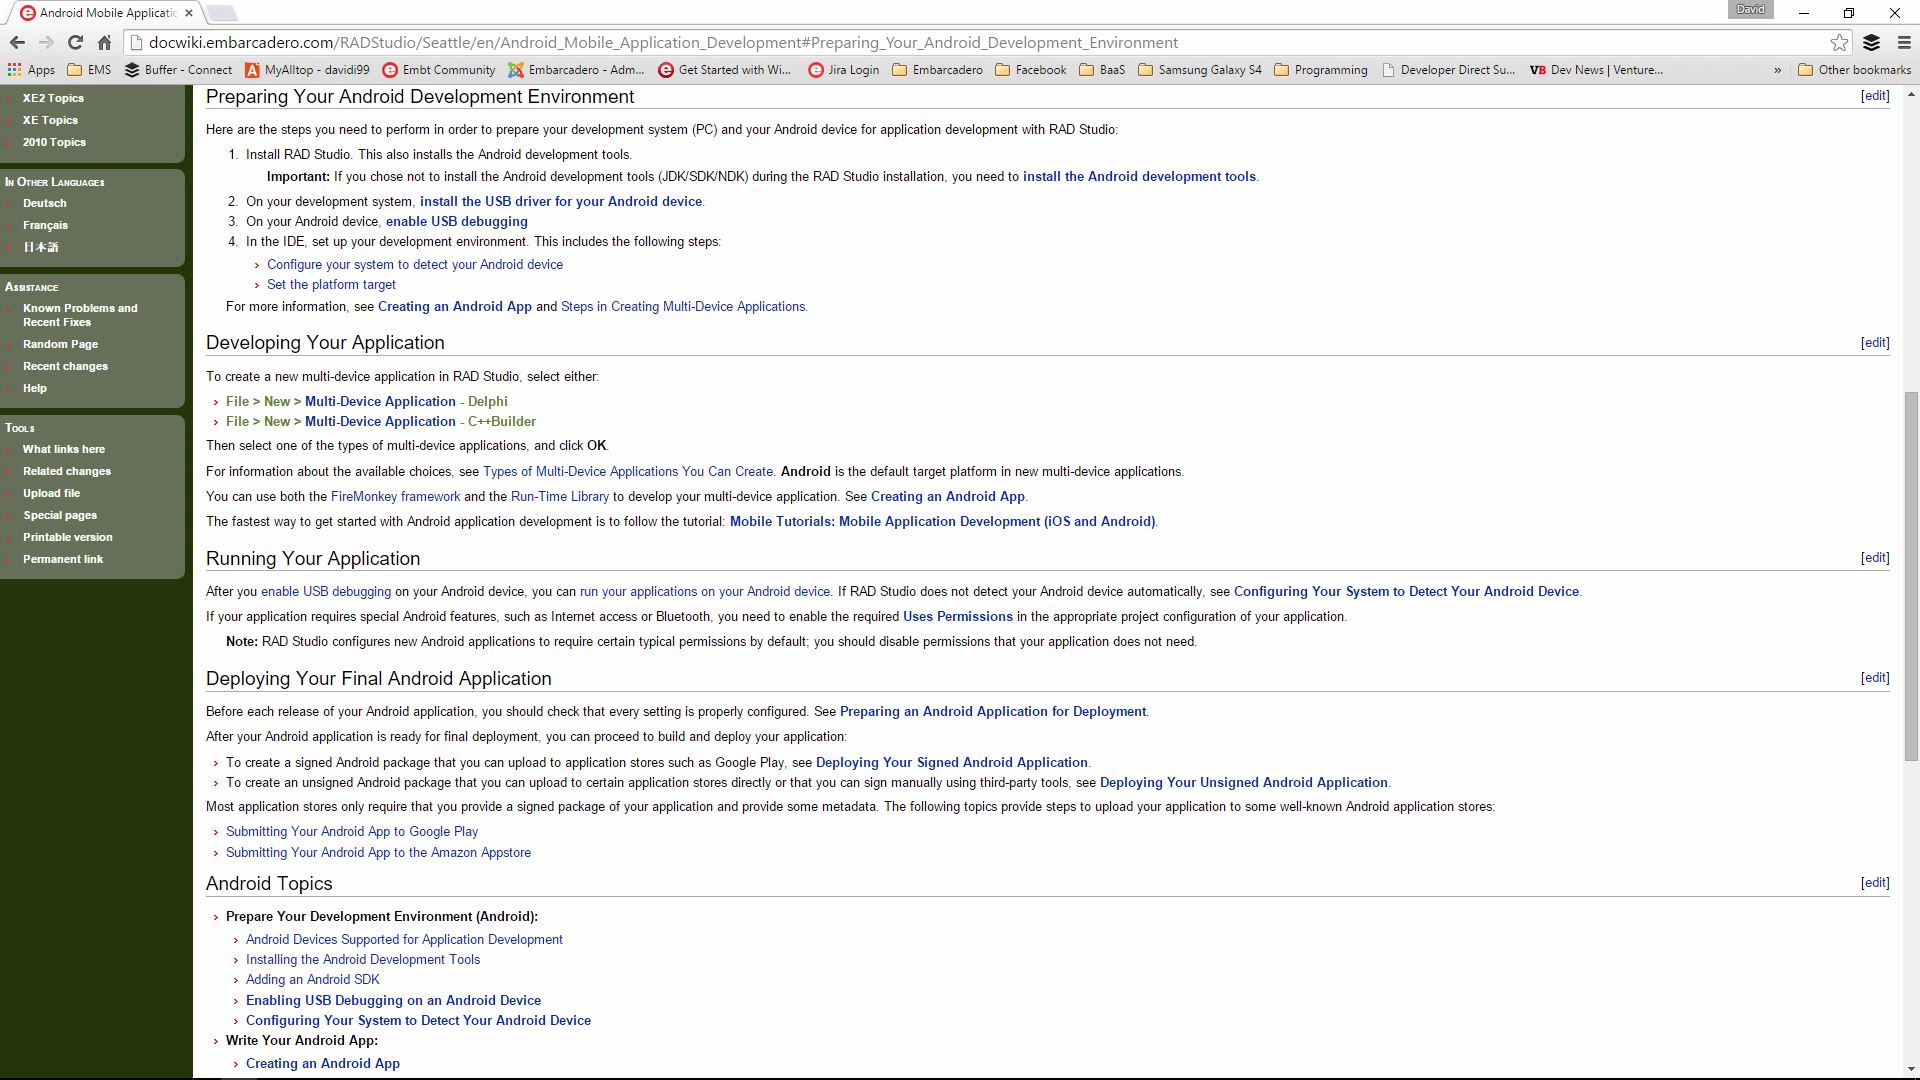 Android Mobile Applicatic
David
docwiki.embarcadero.com/RADStudio/Seattle/en/Android_Mobile_Application_Development#Preparing_Your_Android_Development_Environment
Apps EMS Buffer - Connect MyAlltop - davidi99 Embt Community Embarcadero - Adm... Get Started with Wi... Jira Login Embarcadero Facebook BaaS Samsung Galaxy S4 Programming Developer Direct Su... VB Dev News | Venture... » Other bookmarks
XE2 Topics
XE Topics
2010 Topics
In Other Languages
Deutsch
Français
日本語
Assistance
Known Problems and
Recent Fixes
Random Page
Recent changes
Help
Tools
What links here
Related changes
Upload file
Special pages
Printable version
Permanent link
Preparing Your Android Development Environment [edit]
Here are the steps you need to perform in order to prepare your development system (PC) and your Android device for application development with RAD Studio:
1. Install RAD Studio. This also installs the Android development tools.
Important: If you chose not to install the Android development tools (JDK/SDK/NDK) during the RAD Studio installation, you need to install the Android development tools.
2. On your development system, install the USB driver for your Android device.
3. On your Android device, enable USB debugging
4. In the IDE, set up your development environment. This includes the following steps:
› Configure your system to detect your Android device
› Set the platform target
For more information, see Creating an Android App and Steps in Creating Multi-Device Applications.
Developing Your Application [edit]
To create a new multi-device application in RAD Studio, select either:
› File > New > Multi-Device Application - Delphi
› File > New > Multi-Device Application - C++Builder
Then select one of the types of multi-device applications, and click OK.
For information about the available choices, see Types of Multi-Device Applications You Can Create. Android is the default target platform in new multi-device applications.
You can use both the FireMonkey framework and the Run-Time Library to develop your multi-device application. See Creating an Android App.
The fastest way to get started with Android application development is to follow the tutorial: Mobile Tutorials: Mobile Application Development (iOS and Android).
Running Your Application [edit]
After you enable USB debugging on your Android device, you can run your applications on your Android device. If RAD Studio does not detect your Android device automatically, see Configuring Your System to Detect Your Android Device.
If your application requires special Android features, such as Internet access or Bluetooth, you need to enable the required Uses Permissions in the appropriate project configuration of your application.
Note: RAD Studio configures new Android applications to require certain typical permissions by default; you should disable permissions that your application does not need.
Deploying Your Final Android Application [edit]
Before each release of your Android application, you should check that every setting is properly configured. See Preparing an Android Application for Deployment.
After your Android application is ready for final deployment, you can proceed to build and deploy your application:
› To create a signed Android package that you can upload to application stores such as Google Play, see Deploying Your Signed Android Application.
› To create an unsigned Android package that you can upload to certain application stores directly or that you can sign manually using third-party tools, see Deploying Your Unsigned Android Application.
Most application stores only require that you provide a signed package of your application and provide some metadata. The following topics provide steps to upload your application to some well-known Android application stores:
› Submitting Your Android App to Google Play
› Submitting Your Android App to the Amazon Appstore
Android Topics [edit]
› Prepare Your Development Environment (Android):
› Android Devices Supported for Application Development
› Installing the Android Development Tools
› Adding an Android SDK
› Enabling USB Debugging on an Android Device
› Configuring Your System to Detect Your Android Device
› Write Your Android App:
› Creating an Android App